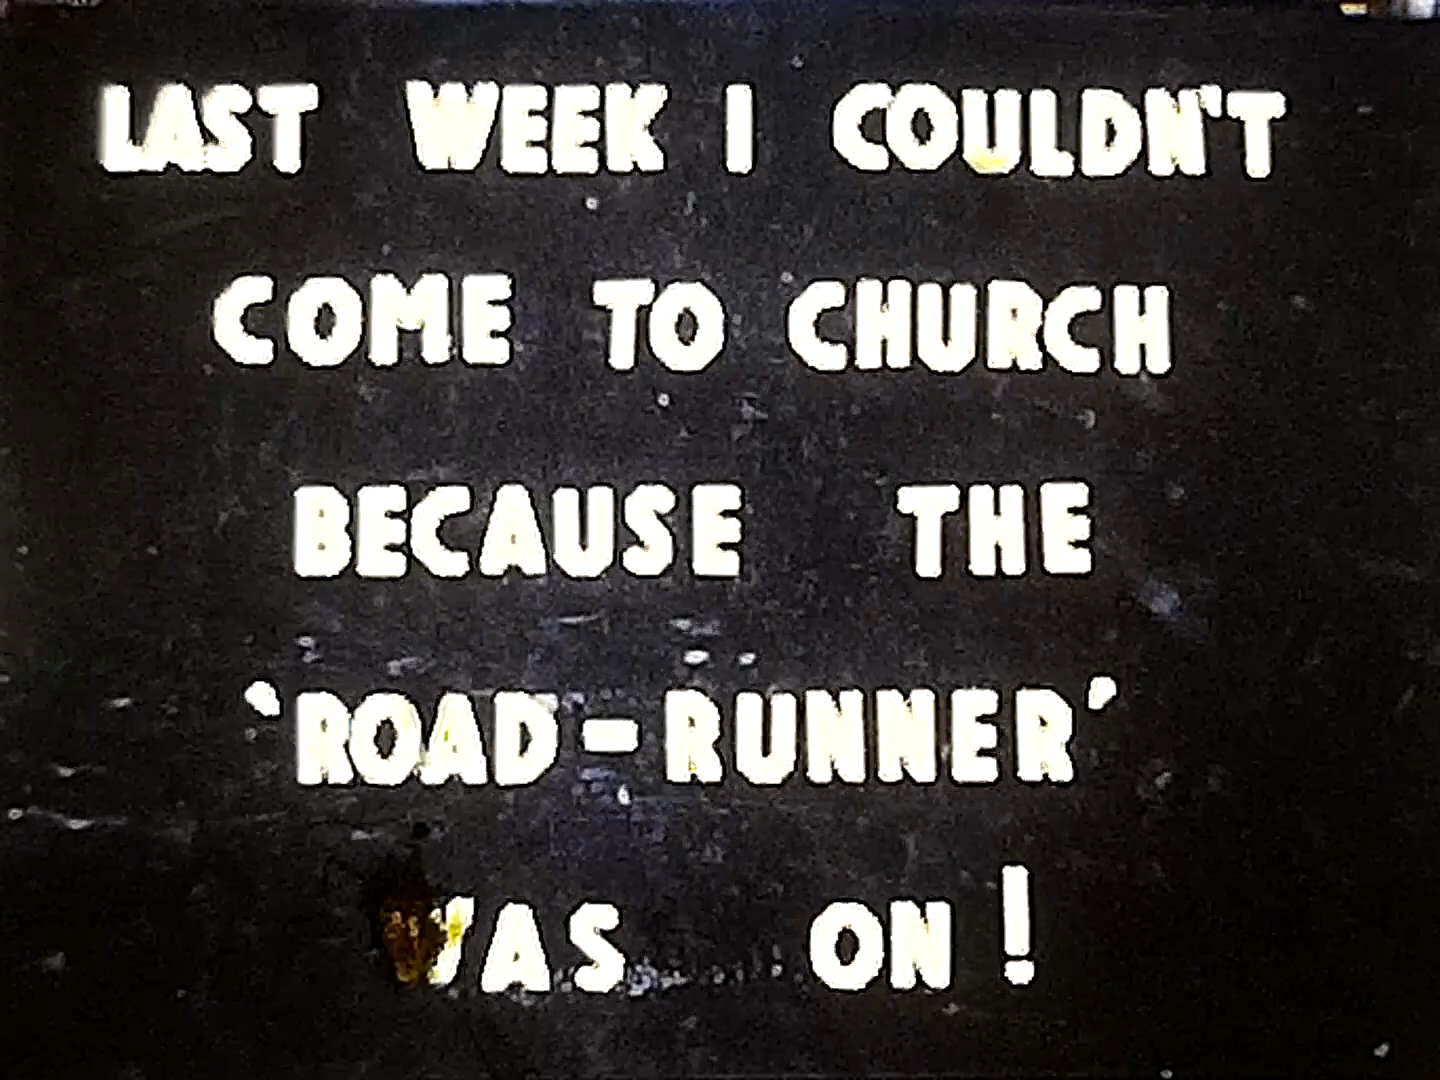 LAST WEEK I COULDN'T
COME TO CHURCH
BECAUSE THE
'ROAD-RUNNER'
WAS ON!